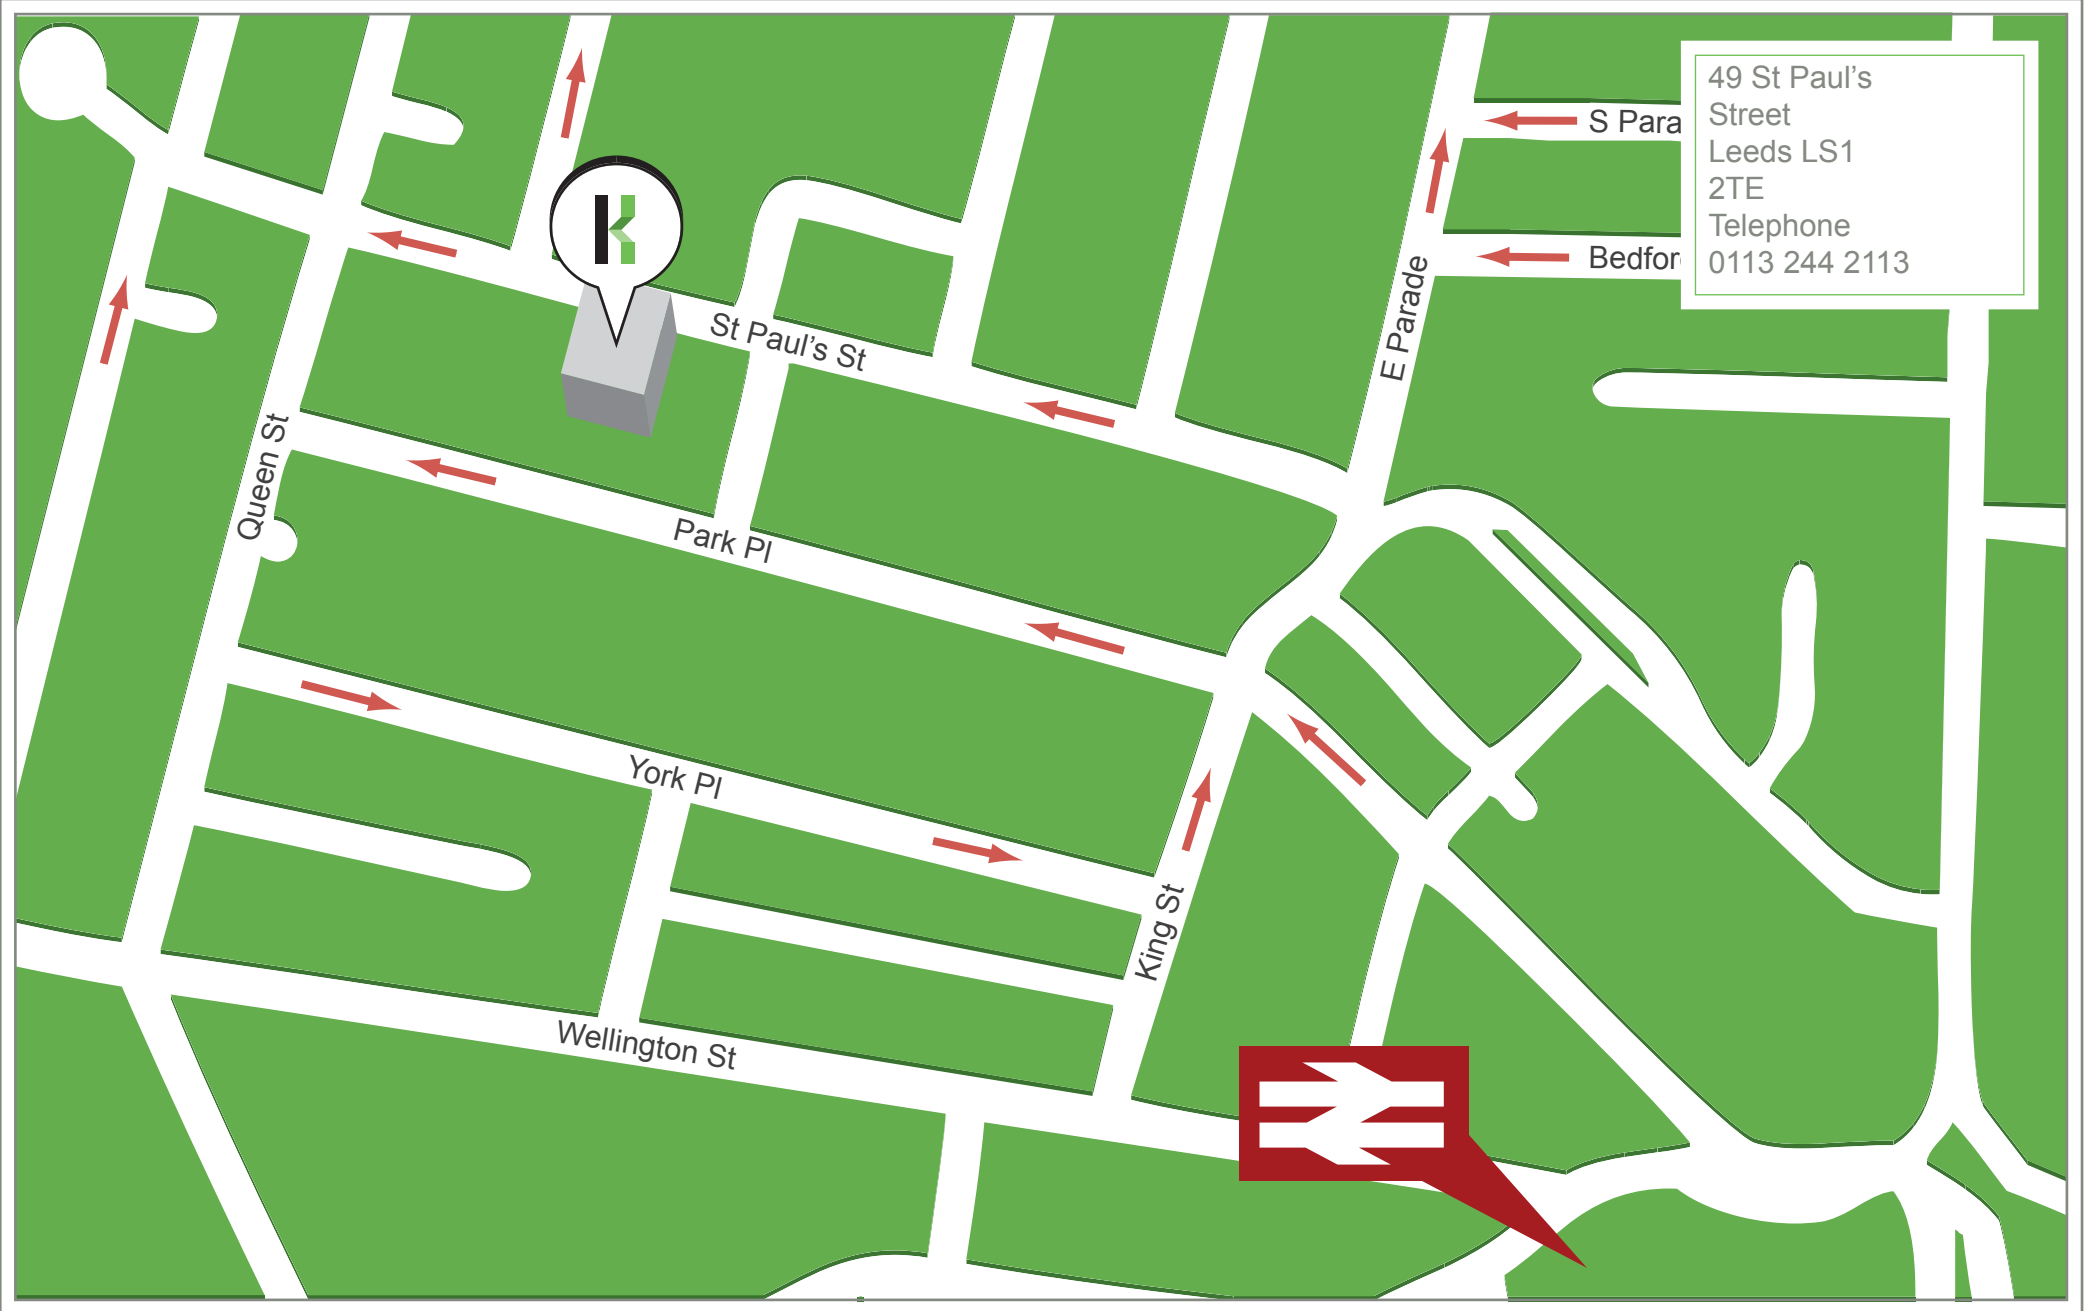 49 St Paul's
Street
Leeds LS1
2TE
Telephone
0113 244 2113
S Para
Bedfor
E Parade
St Paul's St
Queen St
Park Pl
York Pl
King St
Wellington St
K